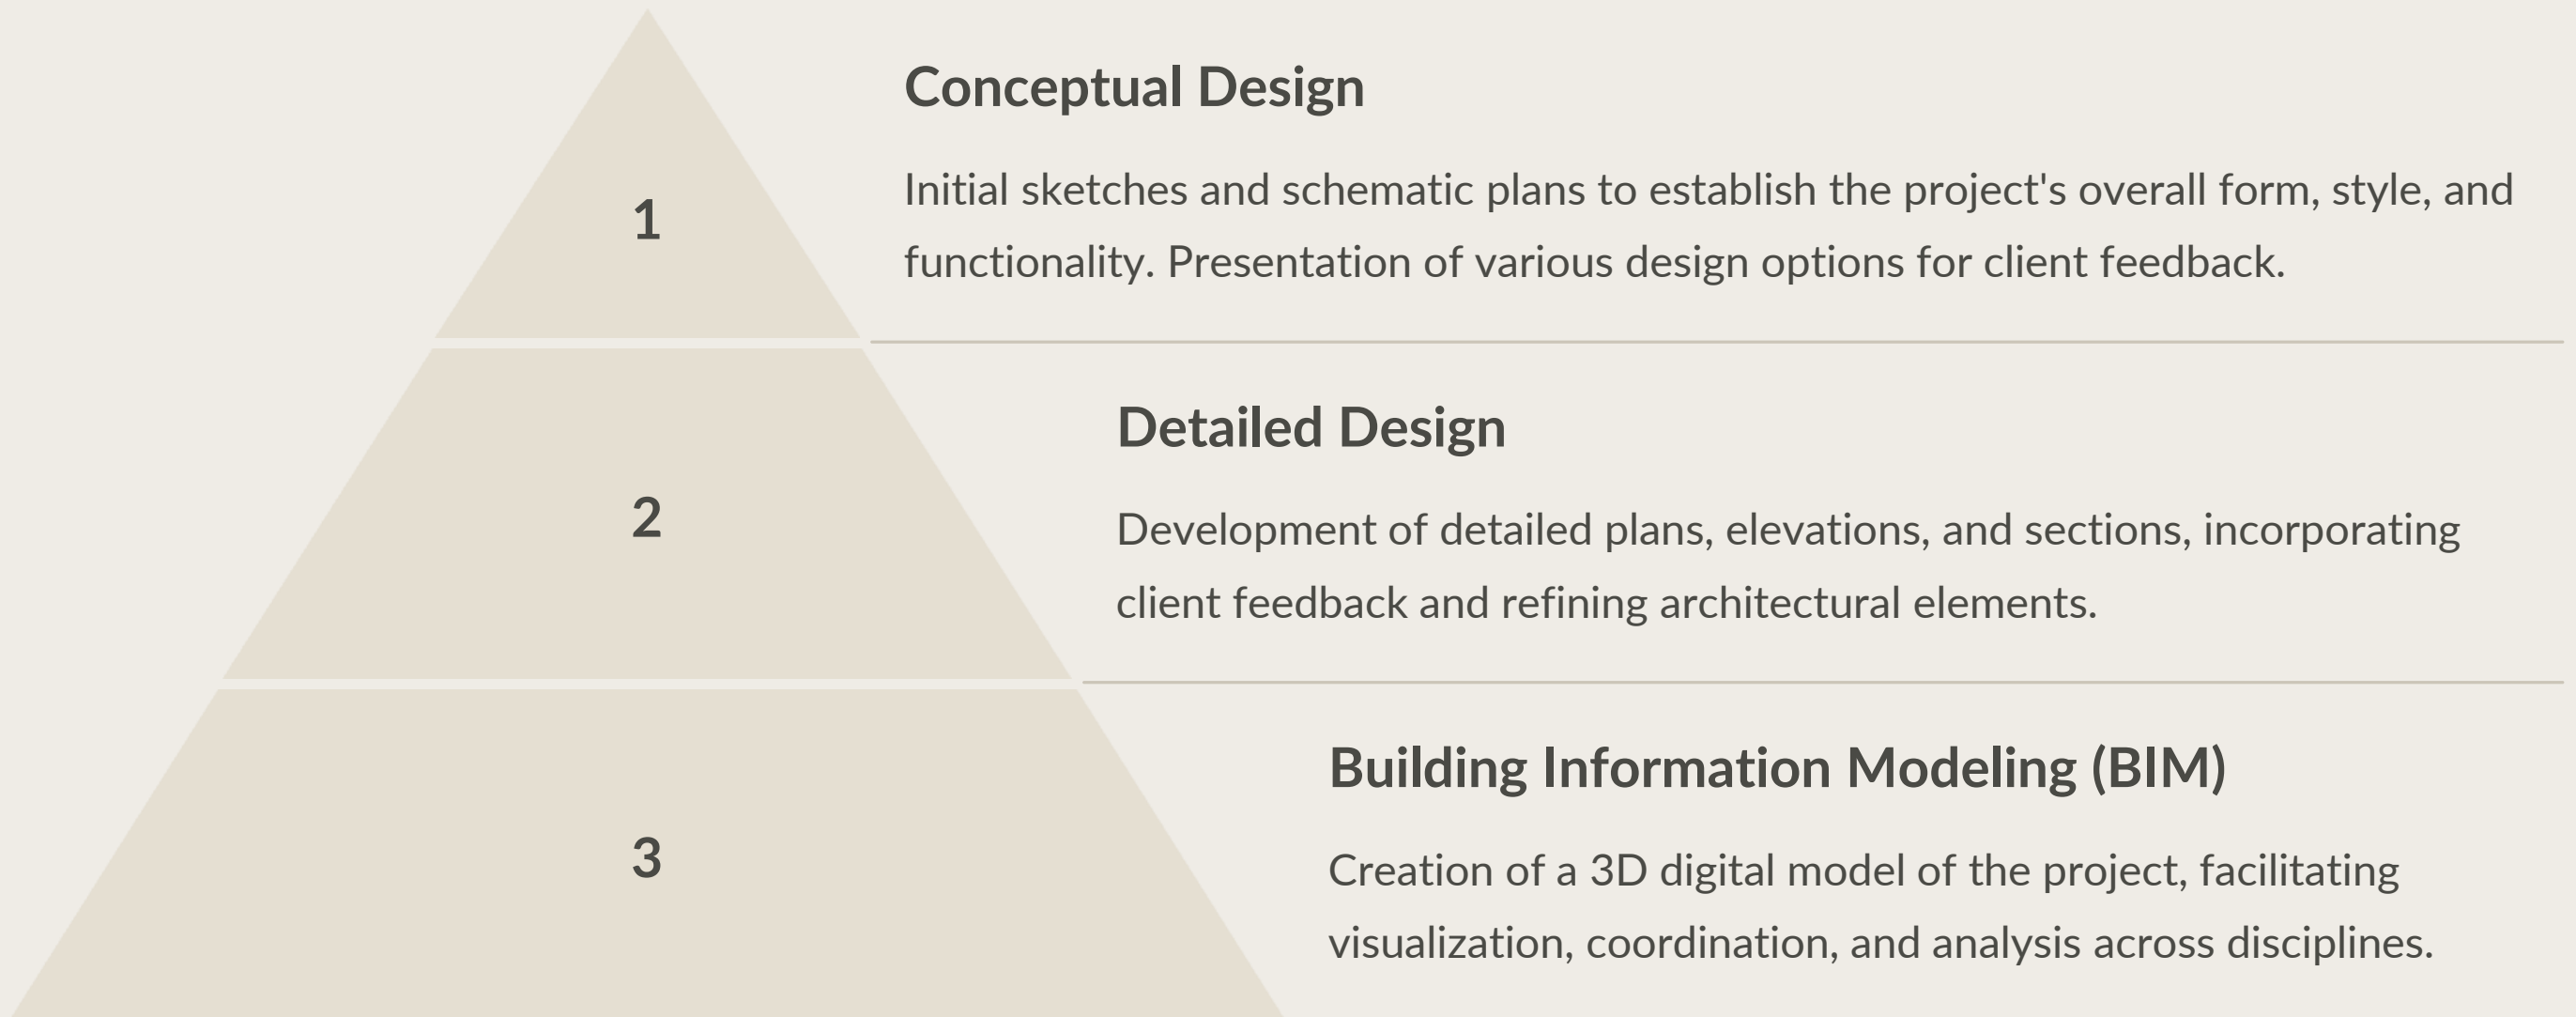 1
Conceptual Design
Initial sketches and schematic plans to establish the project's overall form, style, and
functionality. Presentation of various design options for client feedback.
2
Detailed Design
Development of detailed plans, elevations, and sections, incorporating
client feedback and refining architectural elements.
3
Building Information Modeling (BIM)
Creation of a 3D digital model of the project, facilitating
visualization, coordination, and analysis across disciplines.